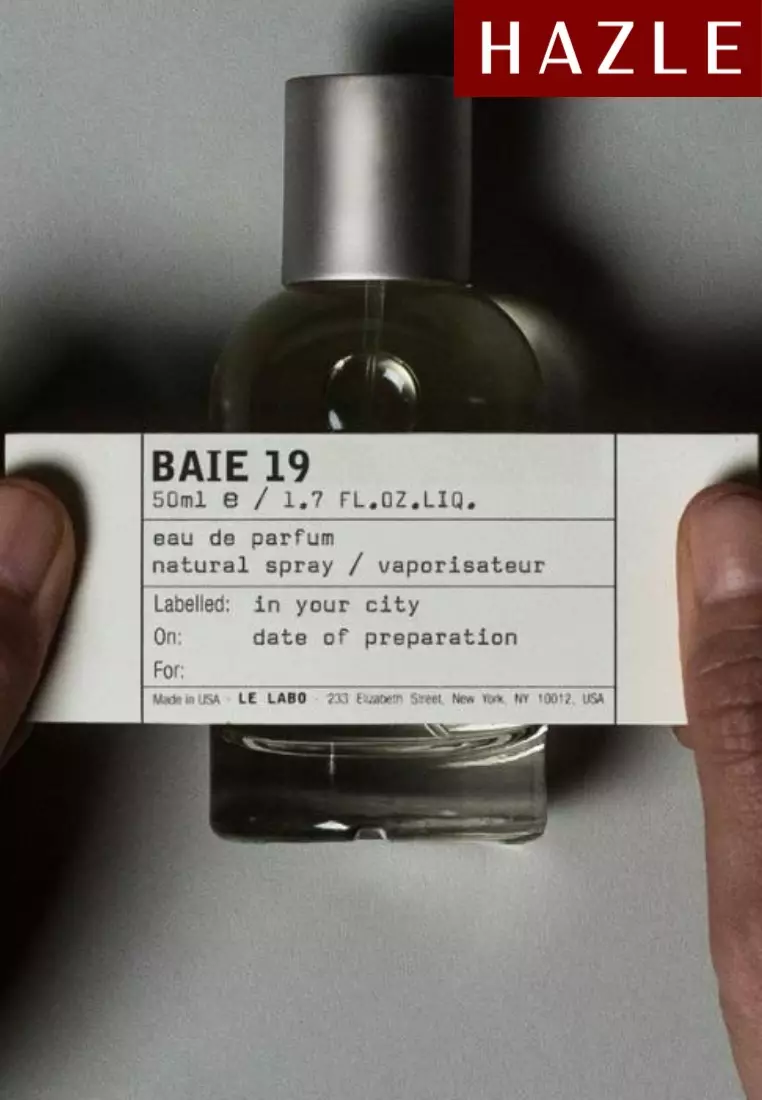 HAZLE
BAIE 19
50ml e / 1.7 FL.OZ.LIQ.
eau de parfum
natural spray / vaporisateur
Labelled: in your city
On: date of preparation
For:
Made in USA - LE LABO - 233 Elizabeth Street, New York, NY 10012, USA